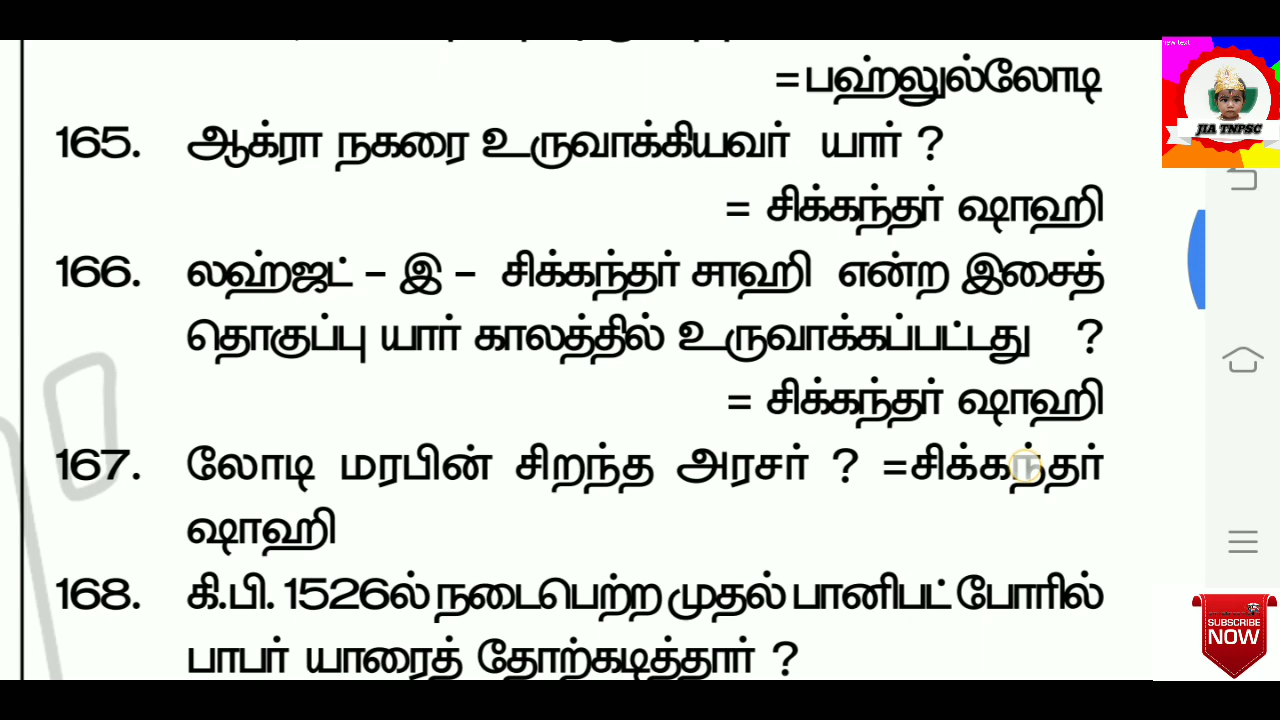 =பஹ்லுல்லோடி
165. ஆக்ரா நகரை உருவாக்கியவர் யார் ?
= சிக்கந்தர் ஷாஹி
166. லஹ்ஜட் – இ – சிக்கந்தர் சாஹி என்ற இசைத்
தொகுப்பு யார் காலத்தில் உருவாக்கப்பட்டது ?
= சிக்கந்தர் ஷாஹி
167. லோடி மரபின் சிறந்த அரசர் ? =சிக்கந்தர்
ஷாஹி
168. கி.பி. 1526ல் நடைபெற்ற முதல் பானிபட் போரில்
பாபர் யாரைத் தோற்கடித்தார் ?
new text
JIA TNPSC
SUBSCRIBE
NOW